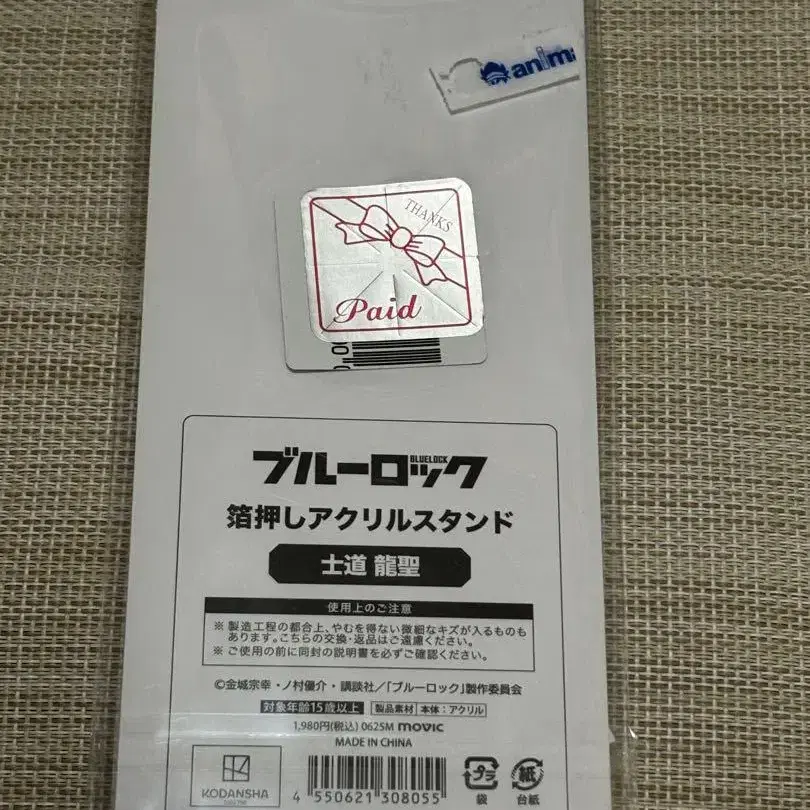 anim
THANKS
Paid
ブルーロック
BLUELOCK
箔押しアクリルスタンド
士道 龍聖
使用上のご注意
※ 製造工程の都合上、やむを得ない微細なキズが入るものも
あります。こちらの交換・返品はご遠慮ください。
※ ご使用の前に同封の説明書を必ずご確認ください。
©金城宗幸・ノ村優介・講談社/「ブルーロック」製作委員会
対象年齢15歳以上 製品素材 本体:アクリル
1,980円(税込) 0625M movic
MADE IN CHINA
KODANSHA
4 550621 308055
プラ 紙
袋 台紙